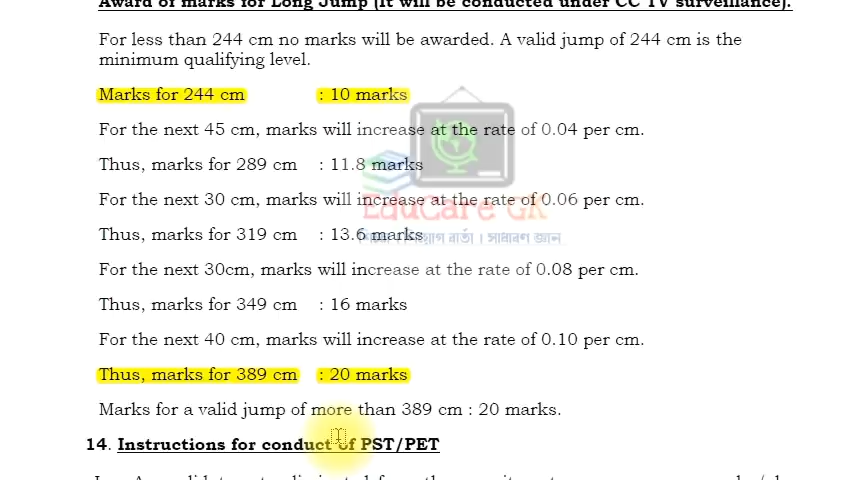 Award of marks for Long Jump (It will be conducted under CC TV surveillance).
For less than 244 cm no marks will be awarded. A valid jump of 244 cm is the
minimum qualifying level.
Marks for 244 cm : 10 marks
For the next 45 cm, marks will increase at the rate of 0.04 per cm.
Thus, marks for 289 cm : 11.8 marks
For the next 30 cm, marks will increase at the rate of 0.06 per cm.
EduCare GK
Thus, marks for 319 cm : 13.6 marks
শিক্ষা । নিয়োগ বার্তা । সাধারণ জ্ঞান
For the next 30cm, marks will increase at the rate of 0.08 per cm.
Thus, marks for 349 cm : 16 marks
For the next 40 cm, marks will increase at the rate of 0.10 per cm.
Thus, marks for 389 cm : 20 marks
Marks for a valid jump of more than 389 cm : 20 marks.
14. Instructions for conduct of PST/PET